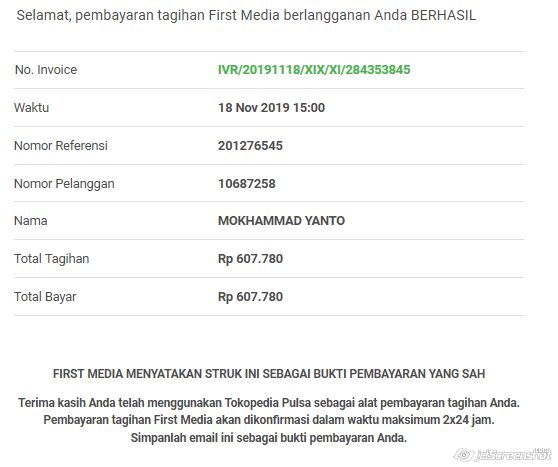 Selamat, pembayaran tagihan First Media berlangganan Anda BERHASIL
No. Invoice IVR/20191118/XIX/XI/284353845
Waktu 18 Nov 2019 15:00
Nomor Referensi 201276545
Nomor Pelanggan 10687258
Nama MOKHAMMAD YANTO
Total Tagihan Rp 607.780
Total Bayar Rp 607.780
FIRST MEDIA MENYATAKAN STRUK INI SEBAGAI BUKTI PEMBAYARAN YANG SAH
Terima kasih Anda telah menggunakan Tokopedia Pulsa sebagai alat pembayaran tagihan Anda.
Pembayaran tagihan First Media akan dikonfirmasi dalam waktu maksimum 2x24 jam.
Simpanlah email ini sebagai bukti pembayaran Anda.
jetScreenshot.com